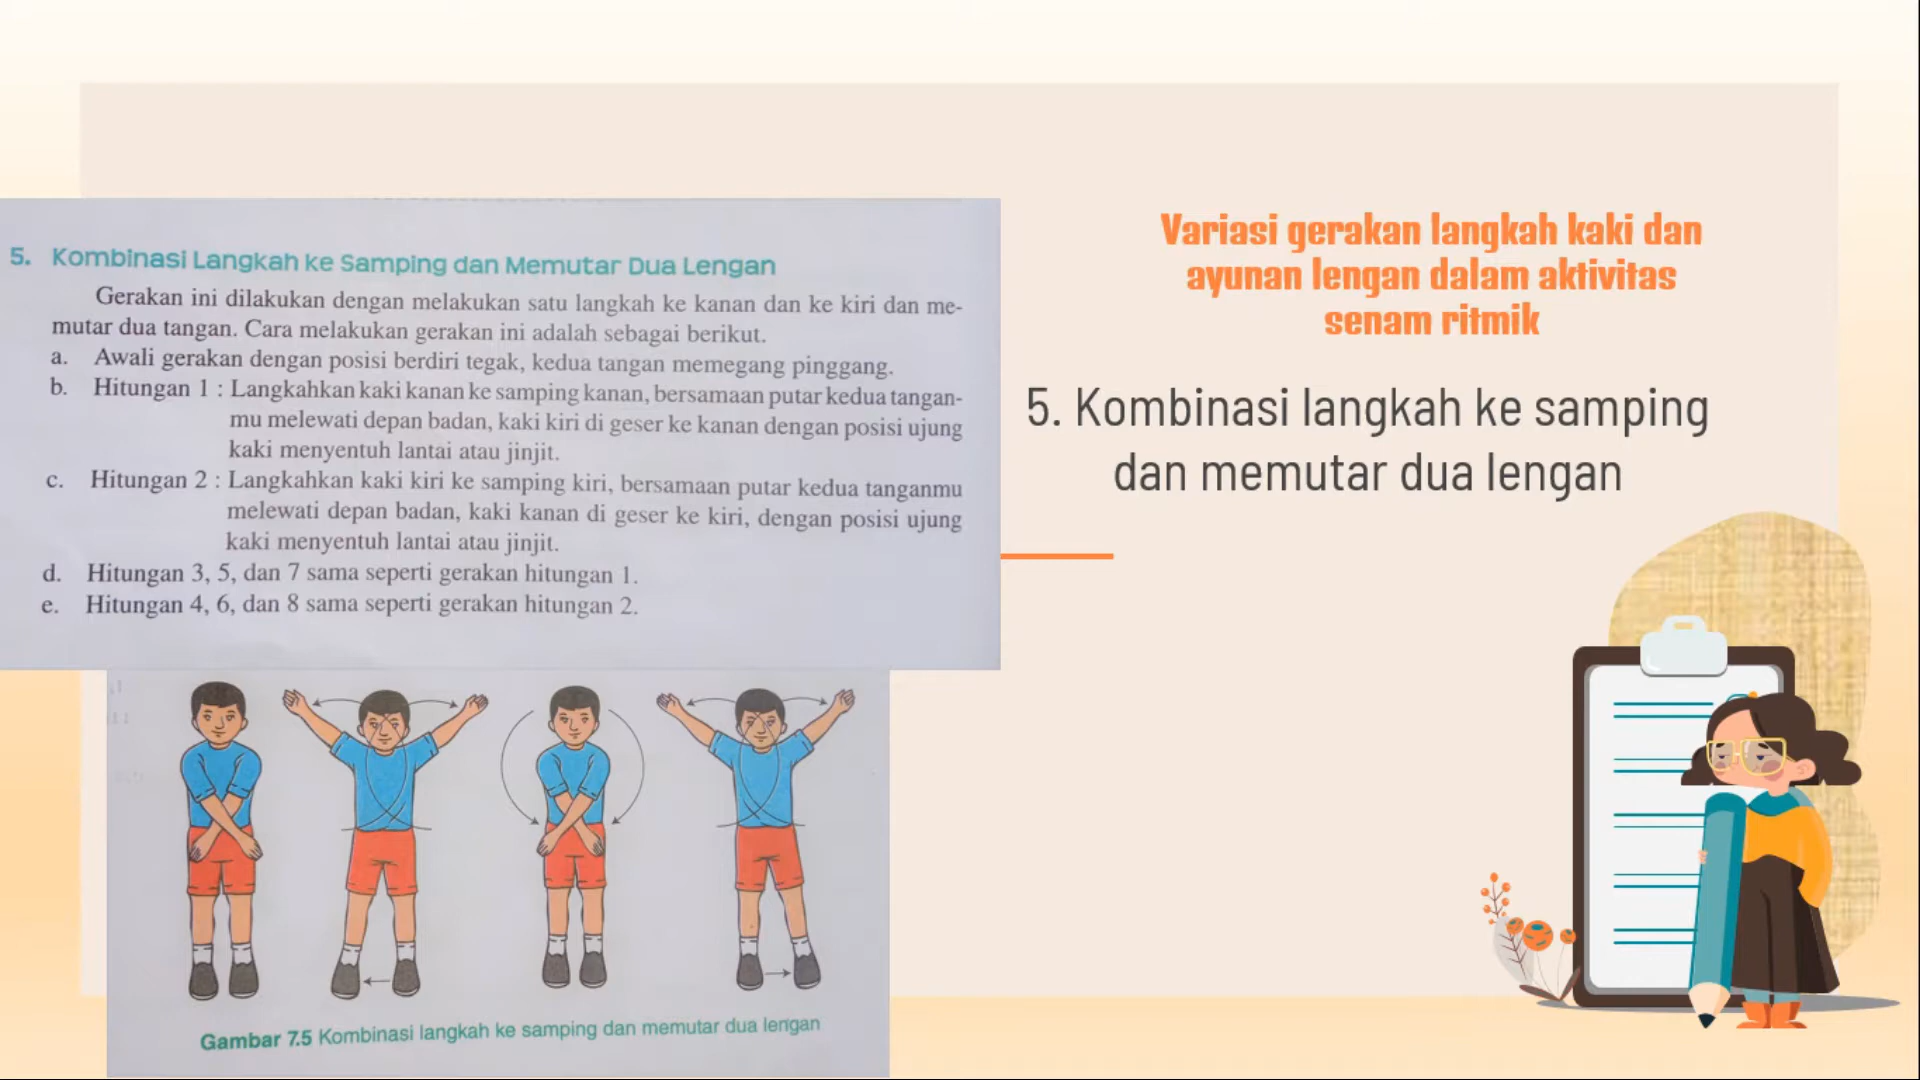 5. Kombinasi Langkah ke Samping dan Memutar Dua Lengan
Gerakan ini dilakukan dengan melakukan satu langkah ke kanan dan ke kiri dan me-
mutar dua tangan. Cara melakukan gerakan ini adalah sebagai berikut.
a. Awali gerakan dengan posisi berdiri tegak, kedua tangan memegang pinggang.
b. Hitungan 1 : Langkahkan kaki kanan ke samping kanan, bersamaan putar kedua tangan-
mu melewati depan badan, kaki kiri di geser ke kanan dengan posisi ujung
kaki menyentuh lantai atau jinjit.
c. Hitungan 2 : Langkahkan kaki kiri ke samping kiri, bersamaan putar kedua tanganmu
melewati depan badan, kaki kanan di geser ke kiri, dengan posisi ujung
kaki menyentuh lantai atau jinjit.
d. Hitungan 3, 5, dan 7 sama seperti gerakan hitungan 1.
e. Hitungan 4, 6, dan 8 sama seperti gerakan hitungan 2.
Gambar 7.5 Kombinasi langkah ke samping dan memutar dua lengan
Variasi gerakan langkah kaki dan
ayunan lengan dalam aktivitas
senam ritmik
5. Kombinasi langkah ke samping
dan memutar dua lengan